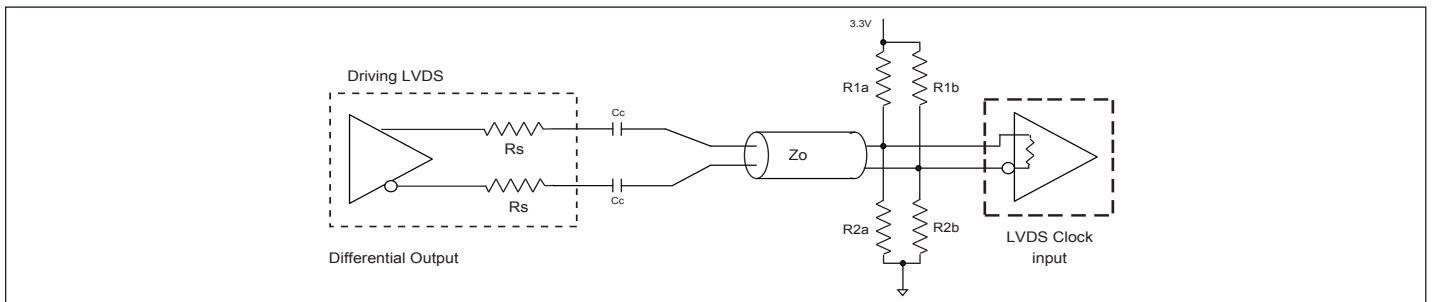 3.3V
Driving LVDS
R1a
R1b
Cc
Rs
Zo
Rs
Cc
R2a
R2b
LVDS Clock
input
Differential Output